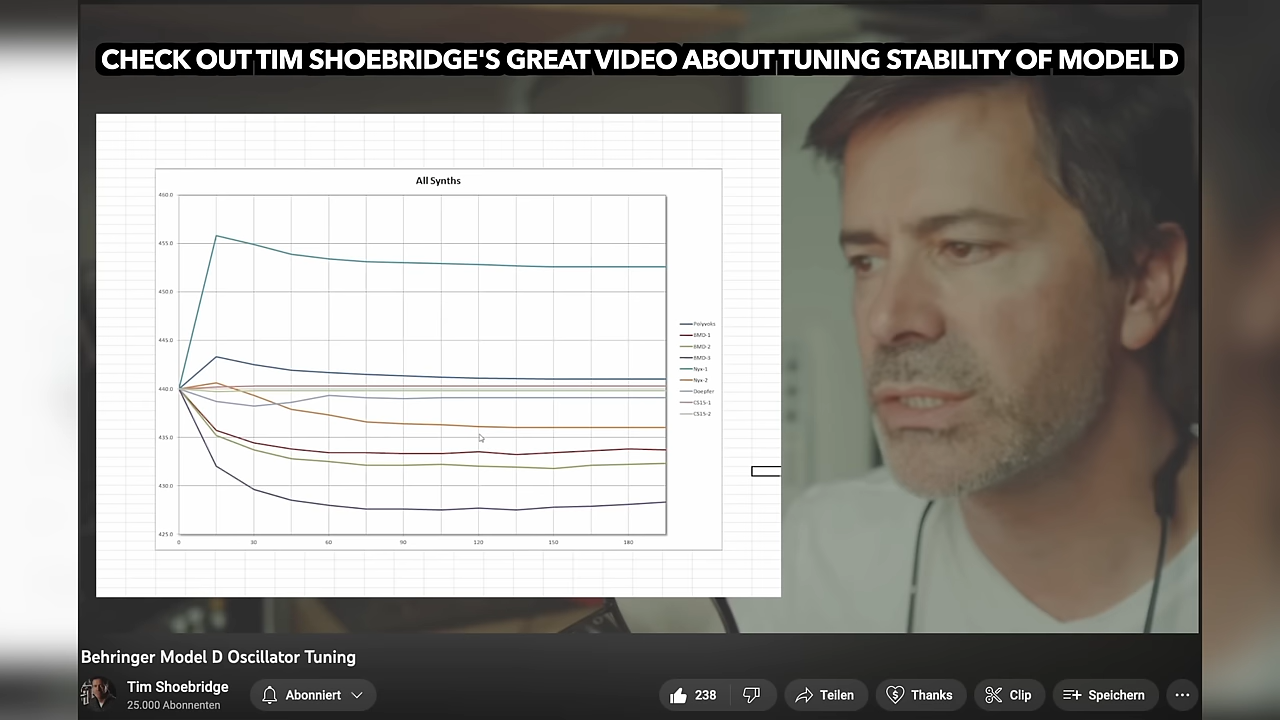 CHECK OUT TIM SHOEBRIDGE'S GREAT VIDEO ABOUT TUNING STABILITY OF MODEL D
All Synths
460.0
455.0
450.0
445.0
440.0
435.0
430.0
425.0
0 30 60 90 120 150 180
Polyvoks
BMD-1
BMD-2
BMD-3
Nyx-1
Nyx-2
Doepfer
CS15-1
CS15-2
Behringer Model D Oscillator Tuning
Tim Shoebridge
25.000 Abonnenten
Abonniert
238
Teilen
Thanks
Clip
Speichern